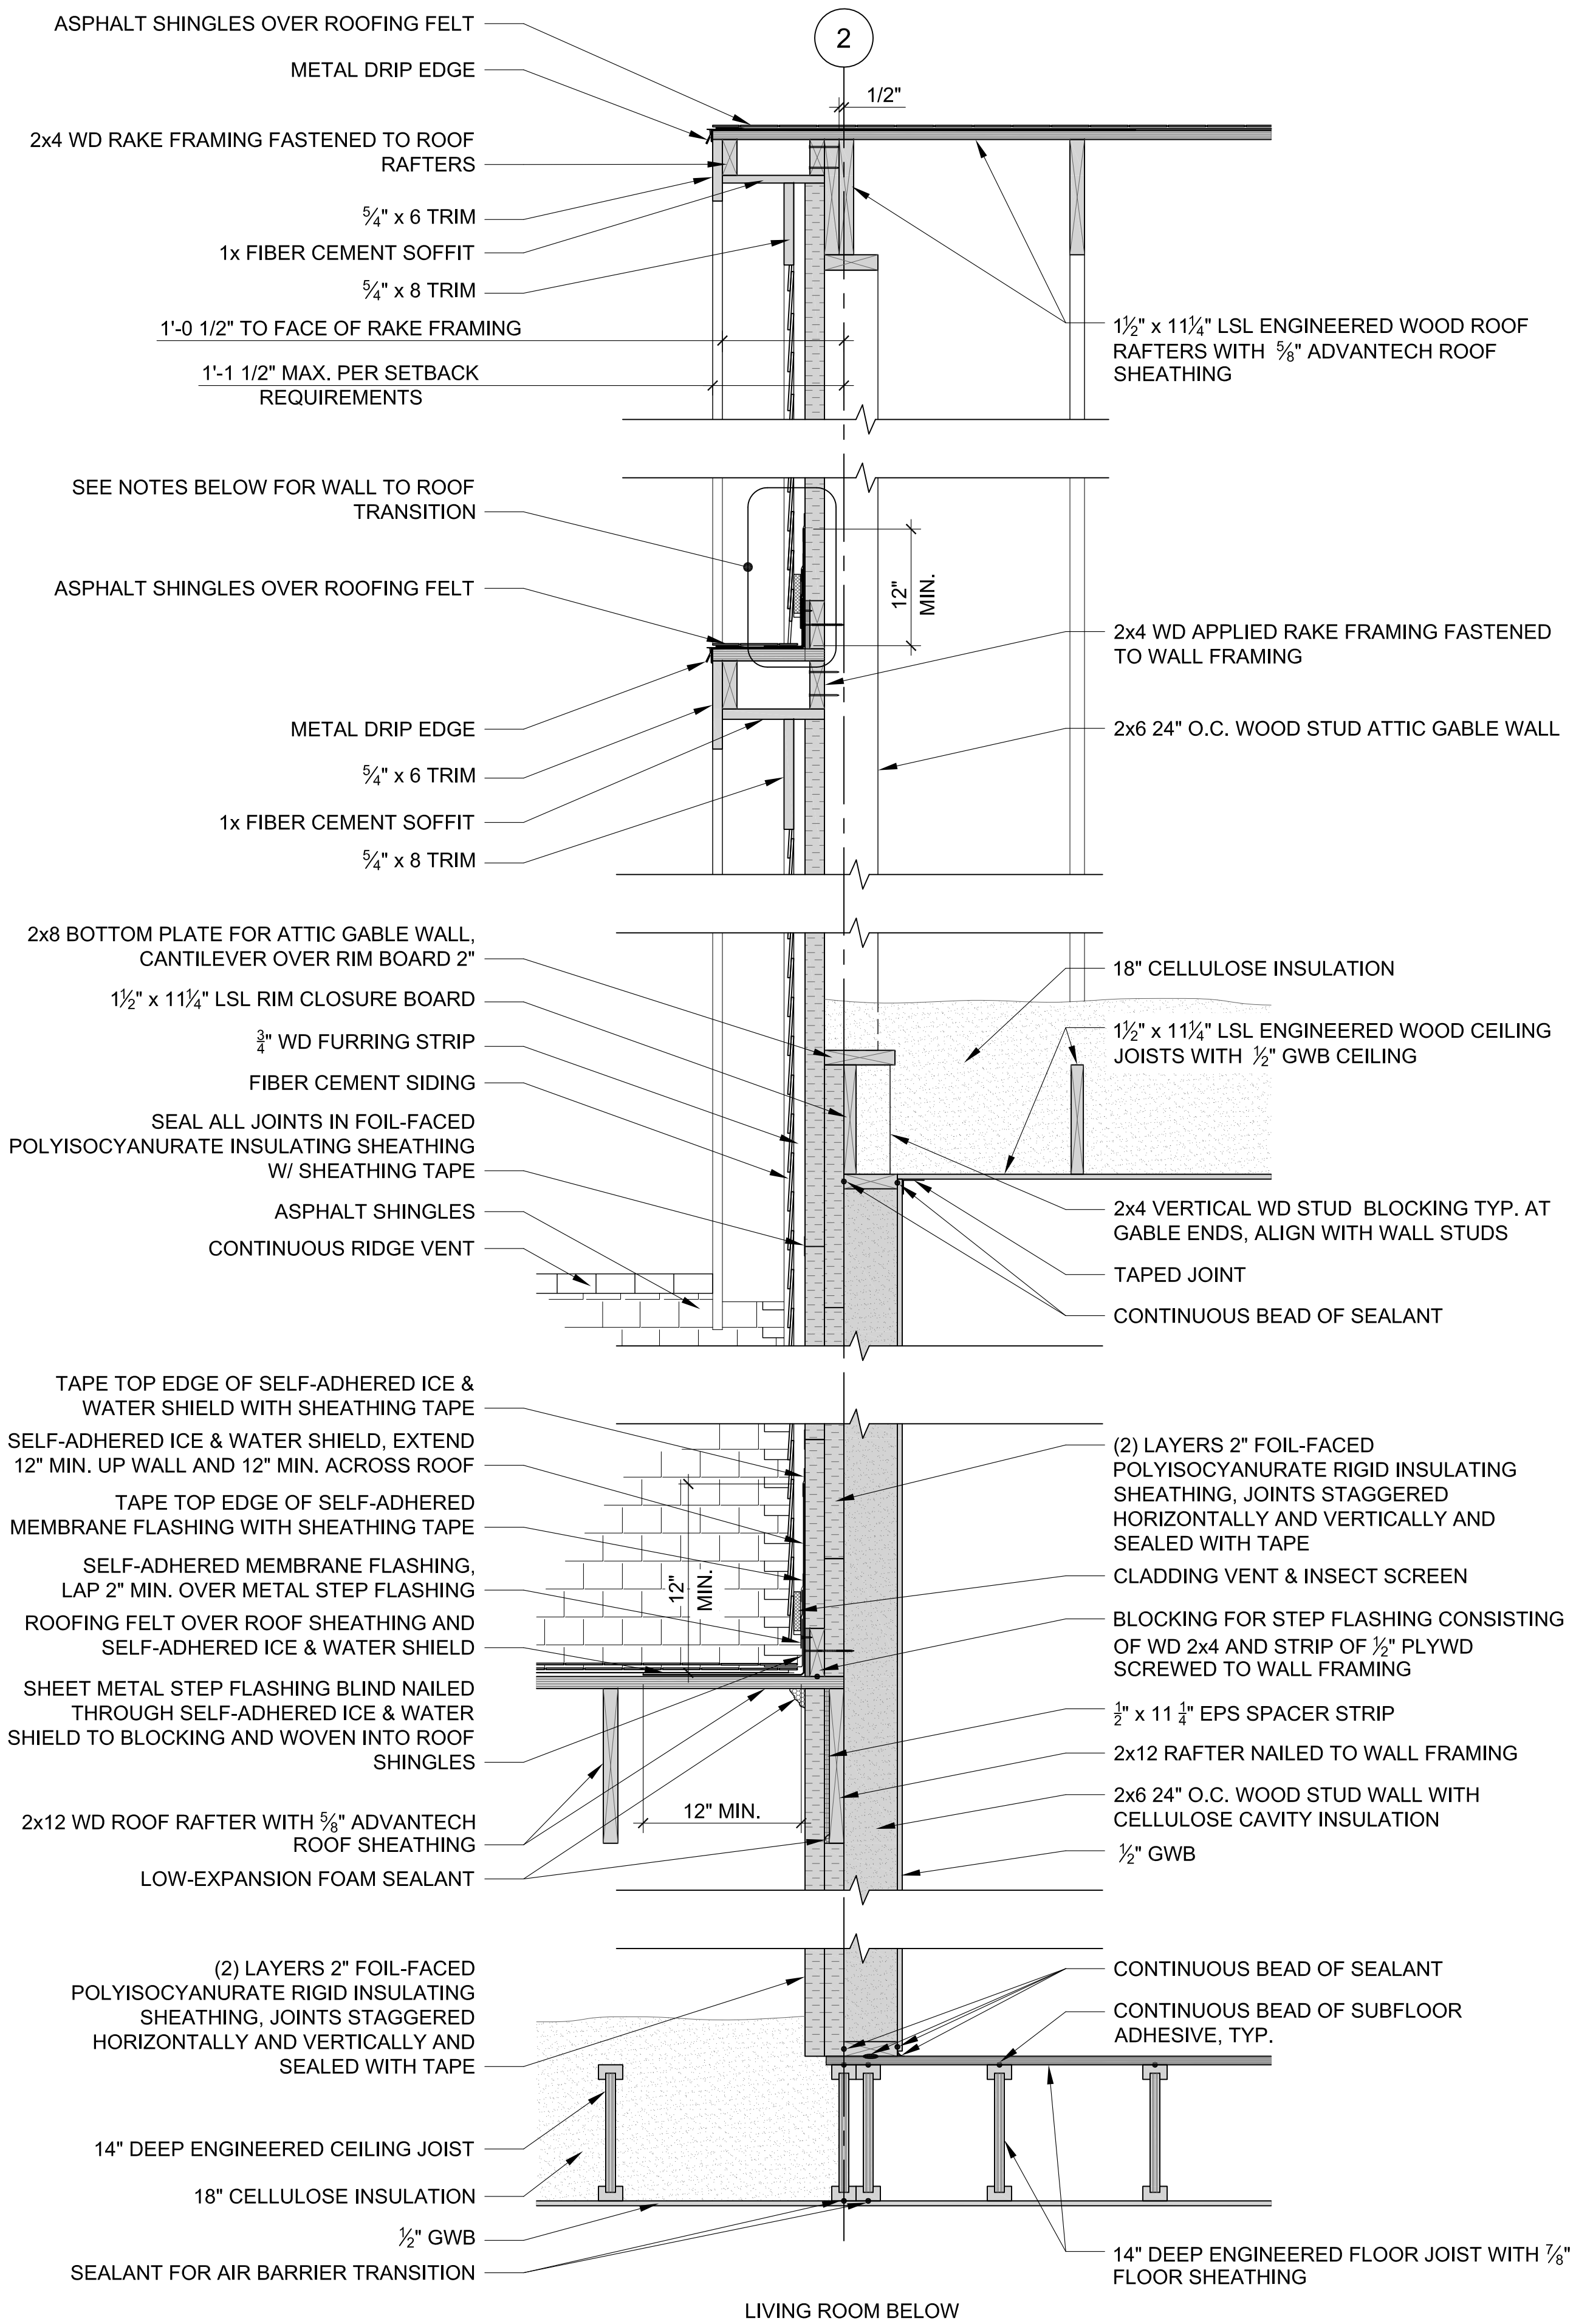 2
1/2"
ASPHALT SHINGLES OVER ROOFING FELT
METAL DRIP EDGE
2x4 WD RAKE FRAMING FASTENED TO ROOF
RAFTERS
5/4" x 6 TRIM
1x FIBER CEMENT SOFFIT
5/4" x 8 TRIM
1'-0 1/2" TO FACE OF RAKE FRAMING
1'-1 1/2" MAX. PER SETBACK
REQUIREMENTS
1 1/2" x 11 1/4" LSL ENGINEERED WOOD ROOF
RAFTERS WITH 5/8" ADVANTECH ROOF
SHEATHING
SEE NOTES BELOW FOR WALL TO ROOF
TRANSITION
ASPHALT SHINGLES OVER ROOFING FELT
12"
MIN.
METAL DRIP EDGE
5/4" x 6 TRIM
1x FIBER CEMENT SOFFIT
5/4" x 8 TRIM
2x4 WD APPLIED RAKE FRAMING FASTENED
TO WALL FRAMING
2x6 24" O.C. WOOD STUD ATTIC GABLE WALL
2x8 BOTTOM PLATE FOR ATTIC GABLE WALL,
CANTILEVER OVER RIM BOARD 2"
1 1/2" x 11 1/4" LSL RIM CLOSURE BOARD
3/4" WD FURRING STRIP
FIBER CEMENT SIDING
SEAL ALL JOINTS IN FOIL-FACED
POLYISOCYANURATE INSULATING SHEATHING
W/ SHEATHING TAPE
ASPHALT SHINGLES
CONTINUOUS RIDGE VENT
18" CELLULOSE INSULATION
1 1/2" x 11 1/4" LSL ENGINEERED WOOD CEILING
JOISTS WITH 1/2" GWB CEILING
2x4 VERTICAL WD STUD BLOCKING TYP. AT
GABLE ENDS, ALIGN WITH WALL STUDS
TAPED JOINT
CONTINUOUS BEAD OF SEALANT
TAPE TOP EDGE OF SELF-ADHERED ICE &
WATER SHIELD WITH SHEATHING TAPE
SELF-ADHERED ICE & WATER SHIELD, EXTEND
12" MIN. UP WALL AND 12" MIN. ACROSS ROOF
TAPE TOP EDGE OF SELF-ADHERED
MEMBRANE FLASHING WITH SHEATHING TAPE
SELF-ADHERED MEMBRANE FLASHING,
LAP 2" MIN. OVER METAL STEP FLASHING
ROOFING FELT OVER ROOF SHEATHING AND
SELF-ADHERED ICE & WATER SHIELD
SHEET METAL STEP FLASHING BLIND NAILED
THROUGH SELF-ADHERED ICE & WATER
SHIELD TO BLOCKING AND WOVEN INTO ROOF
SHINGLES
2x12 WD ROOF RAFTER WITH 5/8" ADVANTECH
ROOF SHEATHING
LOW-EXPANSION FOAM SEALANT
12"
MIN.
12" MIN.
(2) LAYERS 2" FOIL-FACED
POLYISOCYANURATE RIGID INSULATING
SHEATHING, JOINTS STAGGERED
HORIZONTALLY AND VERTICALLY AND
SEALED WITH TAPE
CLADDING VENT & INSECT SCREEN
BLOCKING FOR STEP FLASHING CONSISTING
OF WD 2x4 AND STRIP OF 1/2" PLYWD
SCREWED TO WALL FRAMING
1/2" x 11 1/4" EPS SPACER STRIP
2x12 RAFTER NAILED TO WALL FRAMING
2x6 24" O.C. WOOD STUD WALL WITH
CELLULOSE CAVITY INSULATION
1/2" GWB
(2) LAYERS 2" FOIL-FACED
POLYISOCYANURATE RIGID INSULATING
SHEATHING, JOINTS STAGGERED
HORIZONTALLY AND VERTICALLY AND
SEALED WITH TAPE
14" DEEP ENGINEERED CEILING JOIST
18" CELLULOSE INSULATION
1/2" GWB
SEALANT FOR AIR BARRIER TRANSITION
CONTINUOUS BEAD OF SEALANT
CONTINUOUS BEAD OF SUBFLOOR
ADHESIVE, TYP.
14" DEEP ENGINEERED FLOOR JOIST WITH 7/8"
FLOOR SHEATHING
LIVING ROOM BELOW